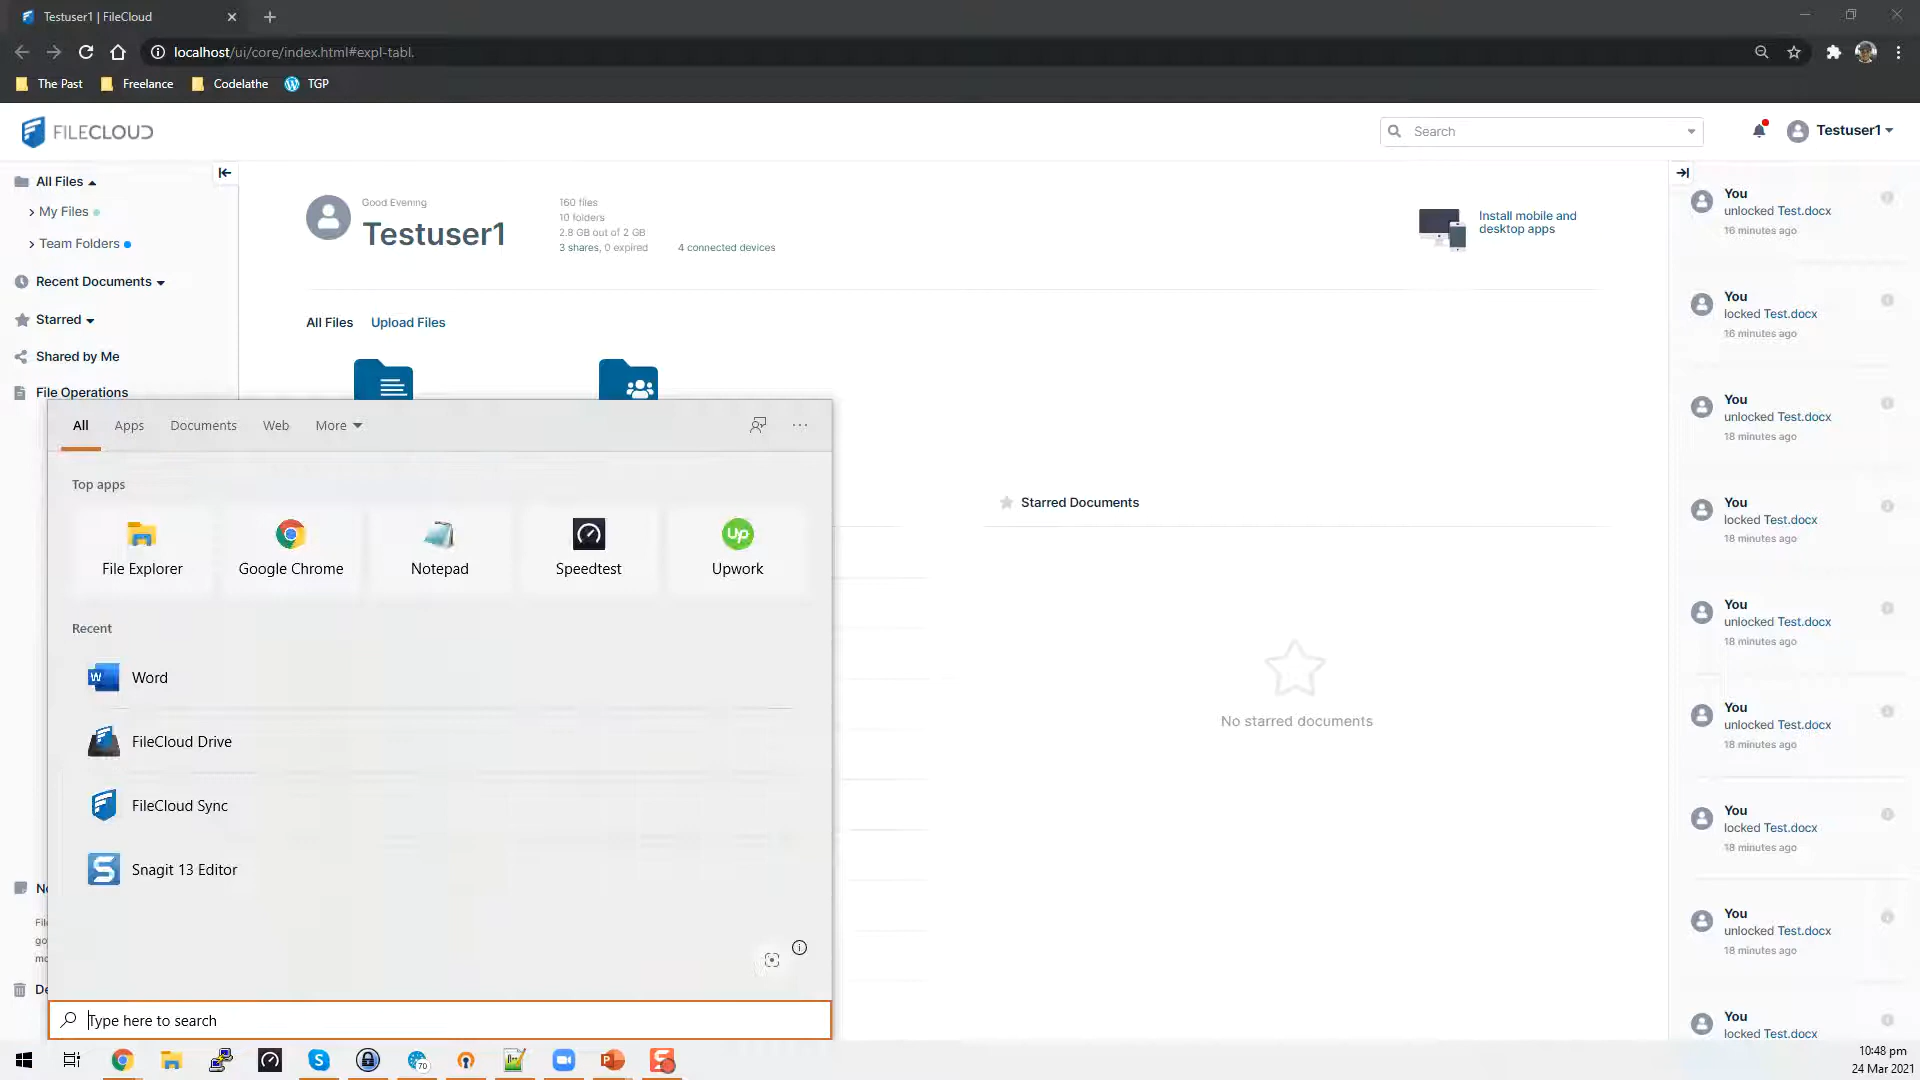 Testuser1 | FileCloud
localhost/ui/core/index.html#expl-tabl.
The Past
Freelance
Codelathe
TGP
FILECLOUD
Search
Testuser1
All Files
My Files
Team Folders
Recent Documents
Starred
Shared by Me
File Operations
Good Evening
Testuser1
160 files
10 folders
2.8 GB out of 2 GB
3 shares, 0 expired
4 connected devices
Install mobile and
desktop apps
All Files
Upload Files
Starred Documents
No starred documents
All
Apps
Documents
Web
More
Top apps
File Explorer
Google Chrome
Notepad
Speedtest
Up
Upwork
Recent
Word
FileCloud Drive
FileCloud Sync
Snagit 13 Editor
Type here to search
No
File
go
mo
De
You
unlocked Test.docx
16 minutes ago
You
locked Test.docx
16 minutes ago
You
unlocked Test.docx
18 minutes ago
You
locked Test.docx
18 minutes ago
You
unlocked Test.docx
18 minutes ago
You
unlocked Test.docx
18 minutes ago
You
locked Test.docx
18 minutes ago
You
unlocked Test.docx
18 minutes ago
You
locked Test.docx
70
10:48 pm
24 Mar 2021